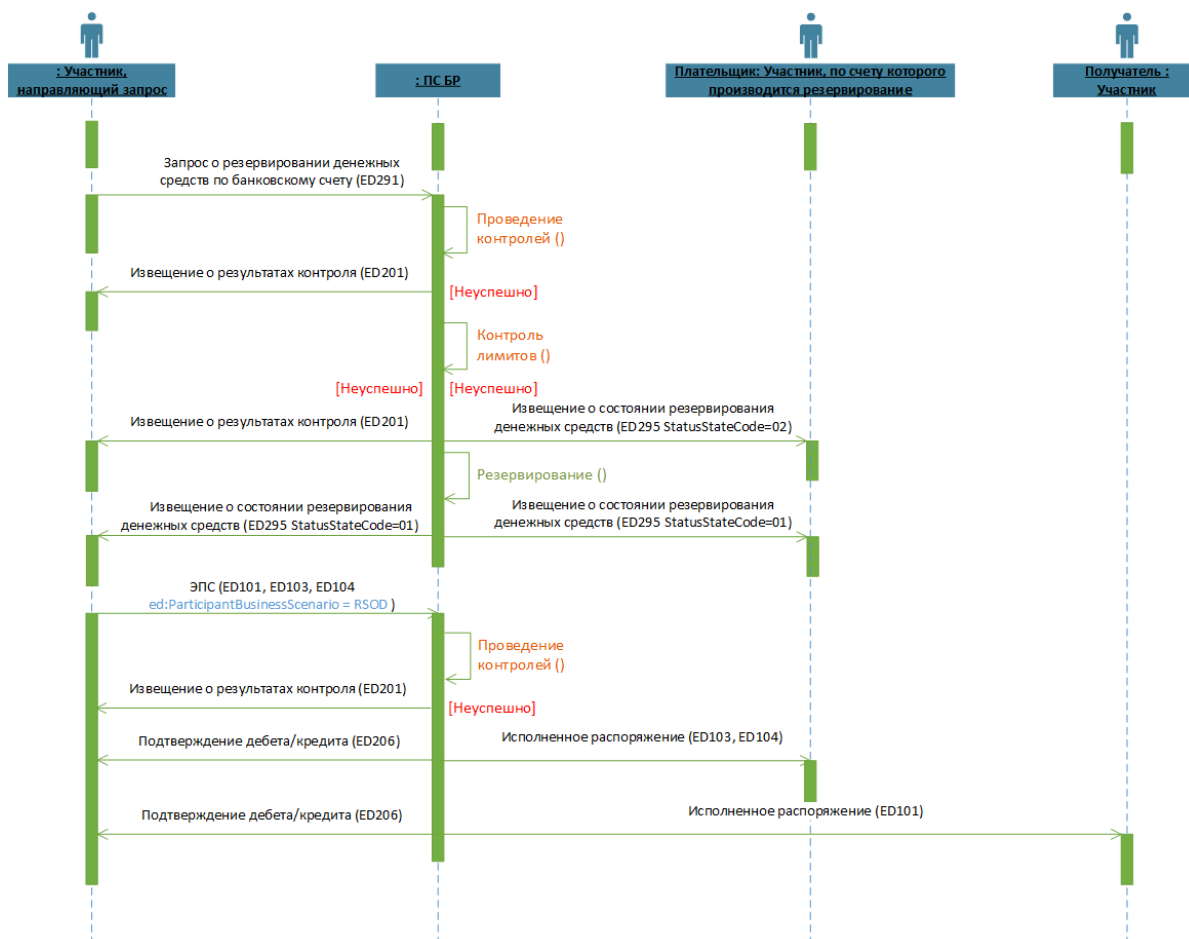 : Участник,
направляющий запрос
: ПС БР
Плательщик: Участник, по счету которого
производится резервирование
Получатель :
Участник
Запрос о резервировании денежных
средств по банковскому счету (ED291)
Проведение
контролей ()
Извещение о результатах контроля (ED201)
[Неуспешно]
Контроль
лимитов ()
[Неуспешно]
[Неуспешно]
Извещение о результатах контроля (ED201)
Извещение о состоянии резервирования
денежных средств (ED295 StatusStateCode=02)
Резервирование ()
Извещение о состоянии резервирования
денежных средств (ED295 StatusStateCode=01)
Извещение о состоянии резервирования
денежных средств (ED295 StatusStateCode=01)
ЭПС (ED101, ED103, ED104
ed:ParticipantBusinessScenario = RSOD )
Проведение
контролей ()
Извещение о результатах контроля (ED201)
[Неуспешно]
Подтверждение дебета/кредита (ED206)
Исполненное распоряжение (ED103, ED104)
Подтверждение дебета/кредита (ED206)
Исполненное распоряжение (ED101)